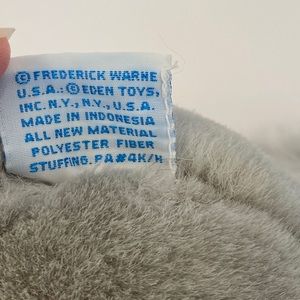 © FREDERICK WARNE
U.S.A.: © EDEN TOYS,
INC. N.Y., N.Y., U.S.A.
MADE IN INDONESIA
ALL NEW MATERIAL
POLYESTER FIBER
STUFFING. PA#4K/H